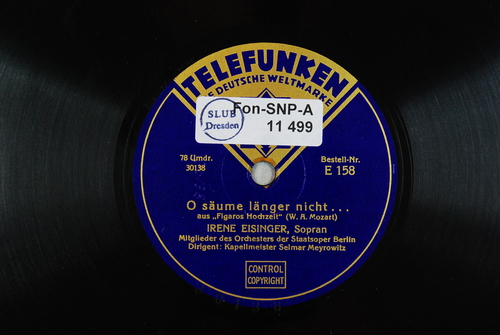 TELEFUNKEN
DIE DEUTSCHE WELTMARKE
SLUB
Dresden
Fon-SNP-A
11 499
78 Umdr.
30138
Bestell-Nr.
E 158
O säume länger nicht...
aus „Figaros Hochzeit" (W. A. Mozart)
IRENE EISINGER, Sopran
Mitglieder des Orchesters der Staatsoper Berlin
Dirigent: Kapellmeister Selmar Meyrowitz
CONTROL
COPYRIGHT